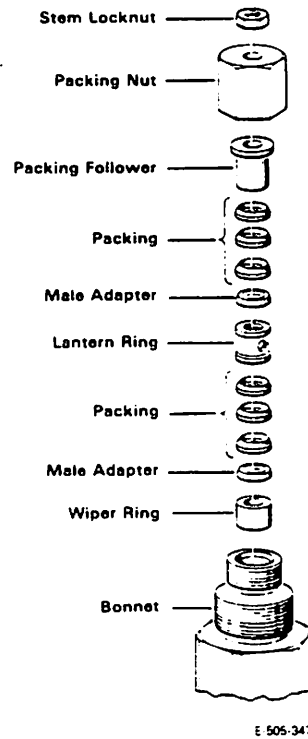 Stem Locknut
Packing Nut
Packing Follower
Packing
Male Adapter
Lantern Ring
Packing
Male Adapter
Wiper Ring
Bonnet